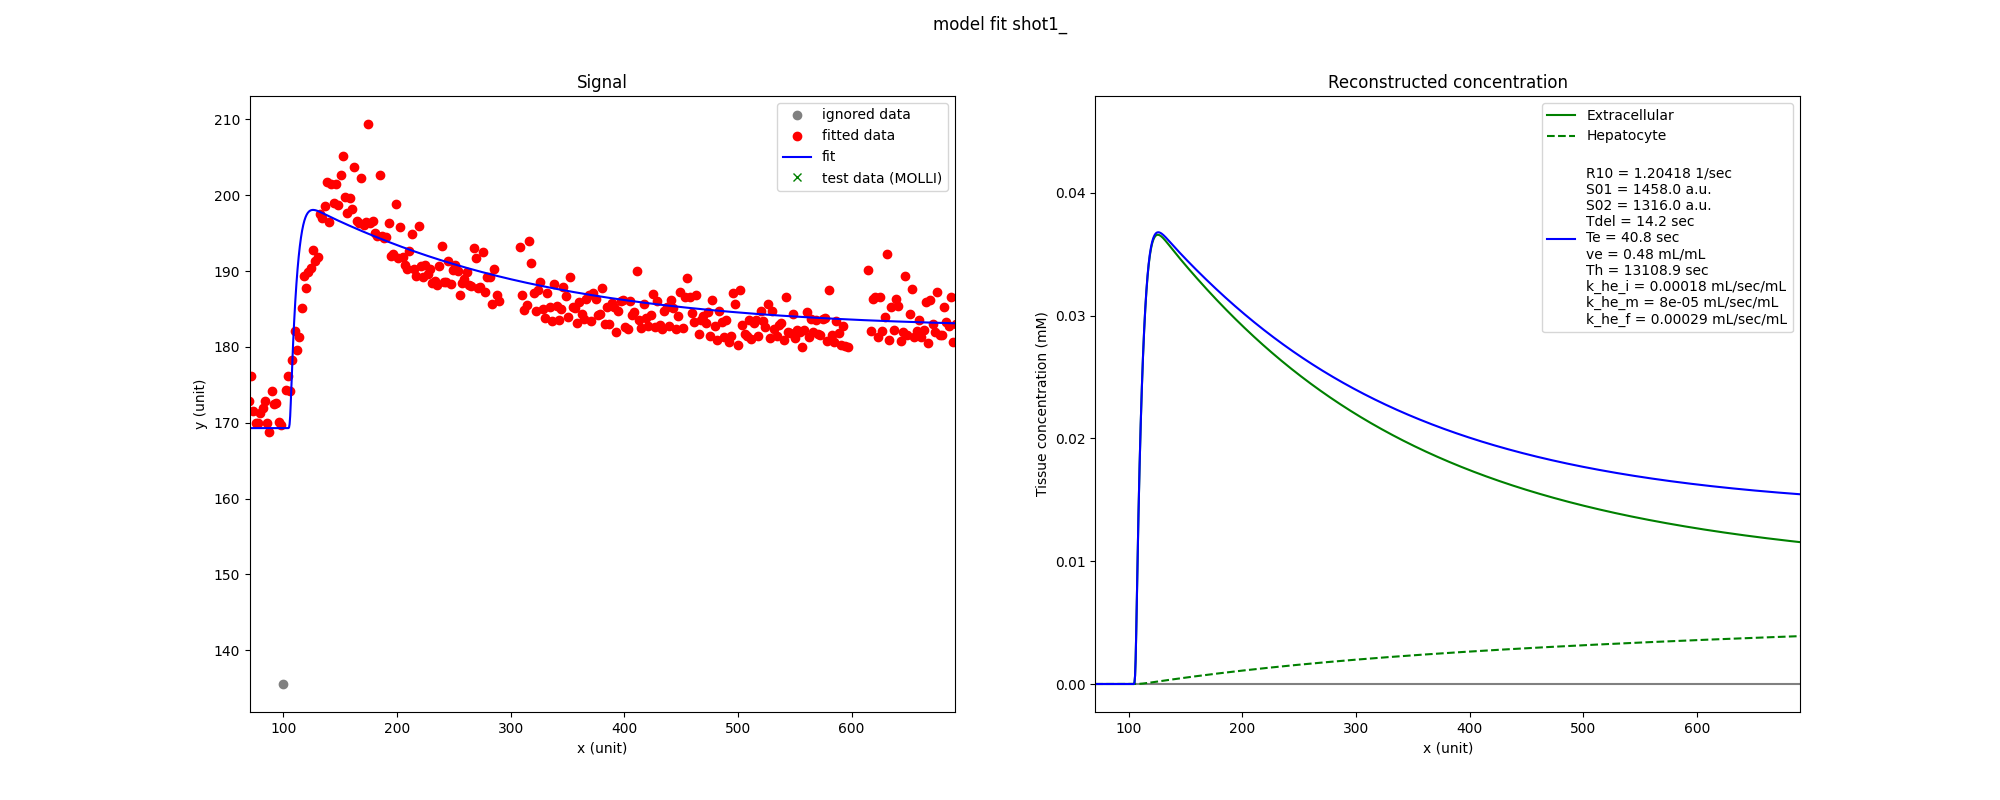 model fit shot1_
Signal
210
200
190
180
170
160
150
140
y (unit)
100
200
300
400
500
600
x (unit)
ignored data
fitted data
fit
test data (MOLLI)
Reconstructed concentration
0.04
0.03
0.02
0.01
0.00
Tissue concentration (mM)
100
200
300
400
500
600
x (unit)
Extracellular
Hepatocyte
R10 = 1.20418 1/sec
S01 = 1458.0 a.u.
S02 = 1316.0 a.u.
Tdel = 14.2 sec
Te = 40.8 sec
ve = 0.48 mL/mL
Th = 13108.9 sec
k_he_i = 0.00018 mL/sec/mL
k_he_m = 8e-05 mL/sec/mL
k_he_f = 0.00029 mL/sec/mL